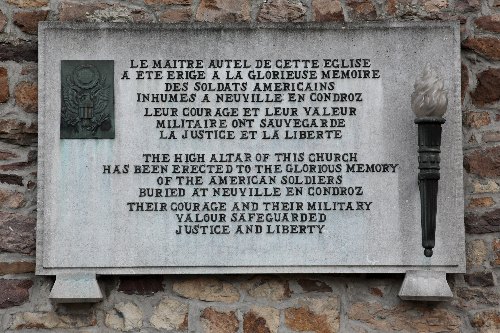 LE MAITRE AUTEL DE CETTE EGLISE
A ETE ERIGE A LA GLORIEUSE MEMOIRE
DES SOLDATS AMERICAINS
INHUMES A NEUVILLE EN CONDROZ
LEUR COURAGE ET LEUR VALEUR
MILITAIRE ONT SAUVEGARDE
LA JUSTICE ET LA LIBERTE
THE HIGH ALTAR OF THIS CHURCH
HAS BEEN ERECTED TO THE GLORIOUS MEMORY
OF THE AMERICAN SOLDIERS
BURIED AT NEUVILLE EN CONDROZ
THEIR COURAGE AND THEIR MILITARY
VALOUR SAFEGUARDED
JUSTICE AND LIBERTY